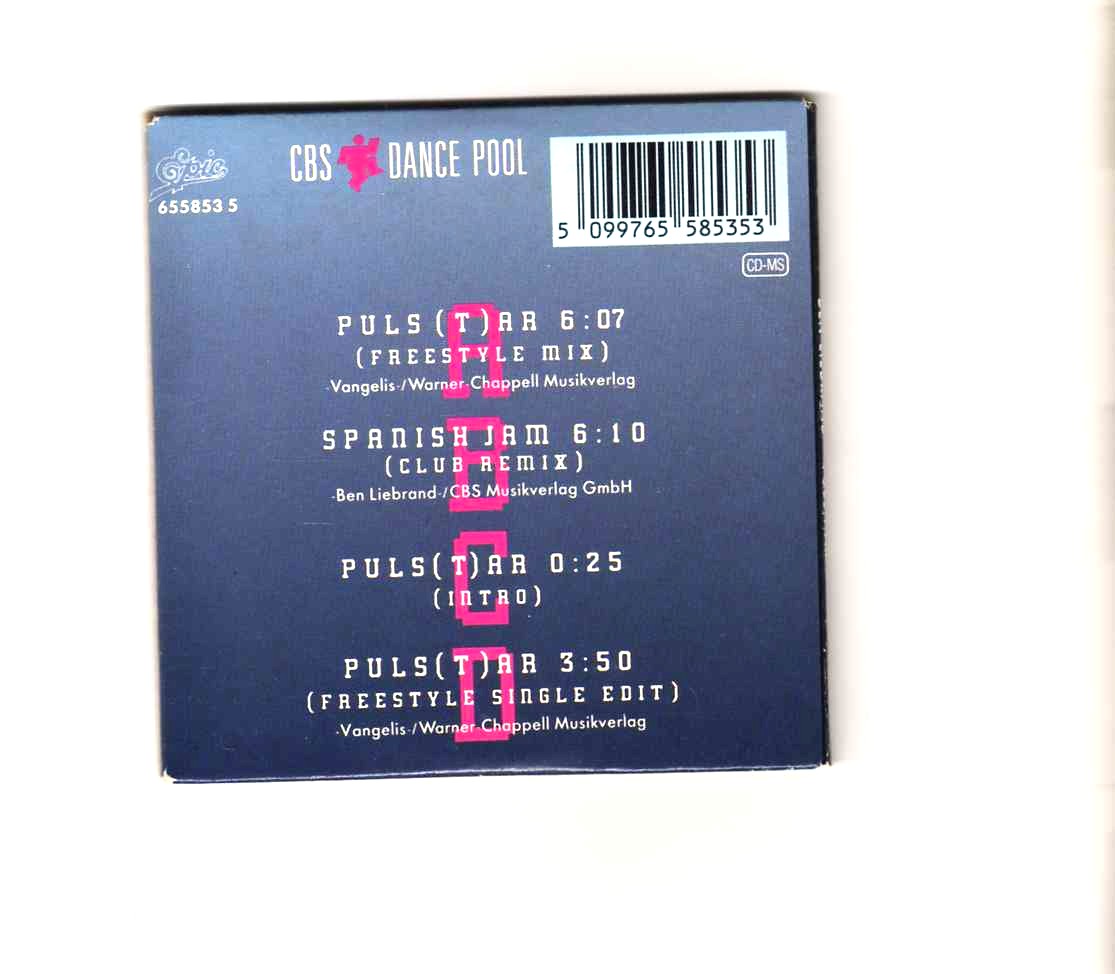 Epic
655853 5
CBS DANCE POOL
5 099765 585353
CD-MS
A
PULS(T)AR 6:07
(FREESTYLE MIX)
-Vangelis-/Warner-Chappell Musikverlag
B
SPANISH JAM 6:10
(CLUB REMIX)
-Ben Liebrand-/CBS Musikverlag GmbH
C
PULS(T)AR 0:25
(INTRO)
D
PULS(T)AR 3:50
(FREESTYLE SINGLE EDIT)
-Vangelis-/Warner-Chappell Musikverlag